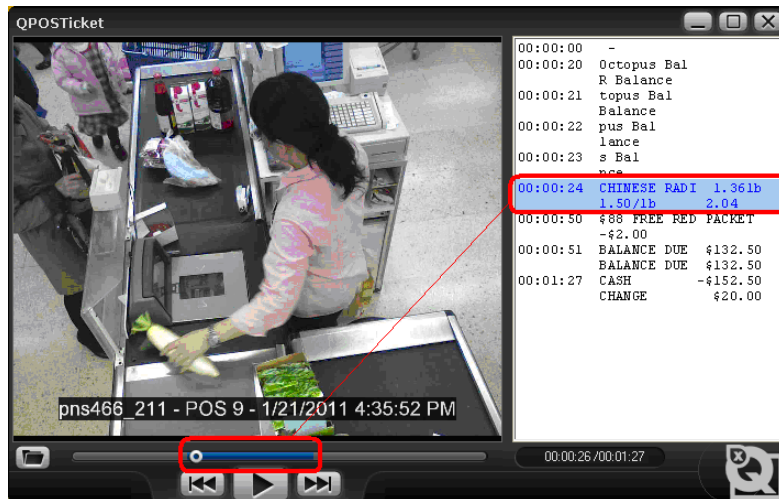 QPOSTicket
00:00:00 -
00:00:20 Octopus Bal
R Balance
00:00:21 topus Bal
Balance
00:00:22 pus Bal
lance
00:00:23 s Bal
nce
00:00:24 CHINESE RADI 1.36lb
1.50/lb 2.04
00:00:50 $88 FREE RED PACKET
-$2.00
00:00:51 BALANCE DUE $132.50
BALANCE DUE $132.50
00:01:27 CASH -$152.50
CHANGE $20.00
pns466_211 - POS 9 - 1/21/2011 4:35:52 PM
00:00:26/00:01:27